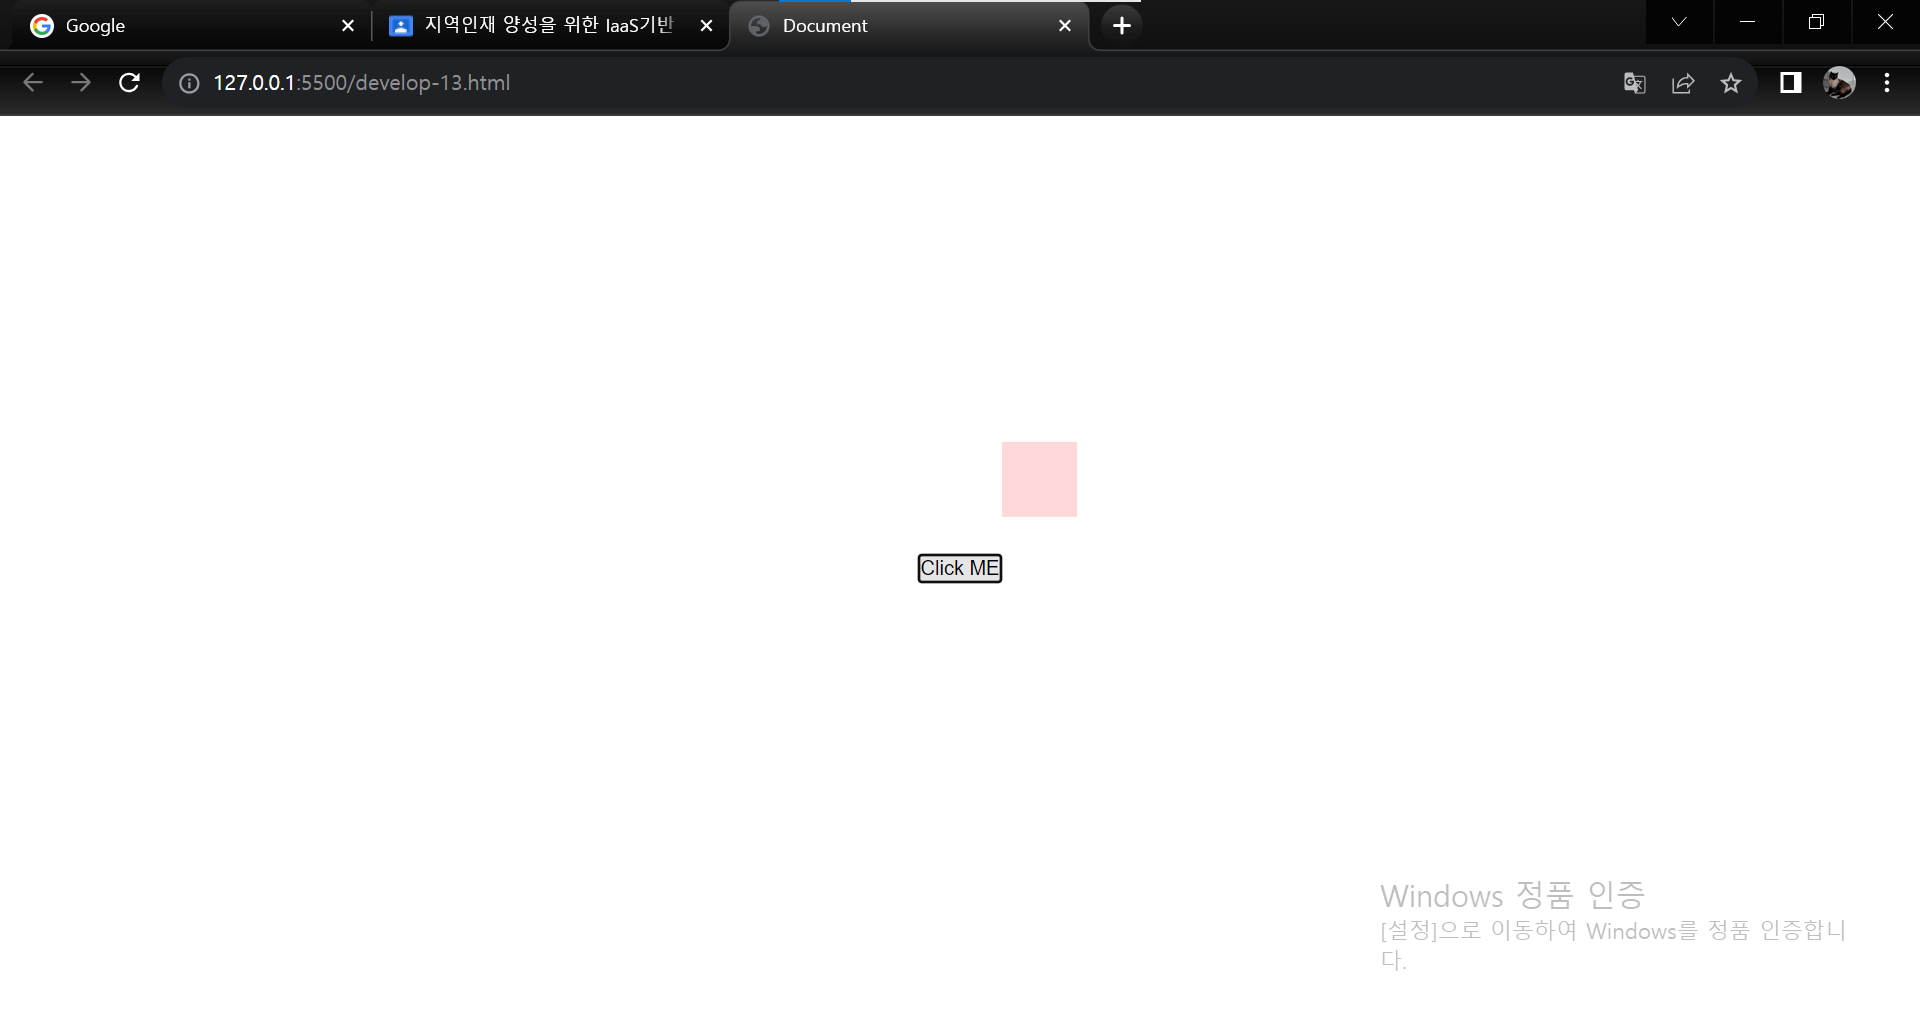 Google
지역인재 양성을 위한 IaaS기반
Document
127.0.0.1:5500/develop-13.html
Click ME
Windows 정품 인증
[설정]으로 이동하여 Windows를 정품 인증합니
다.